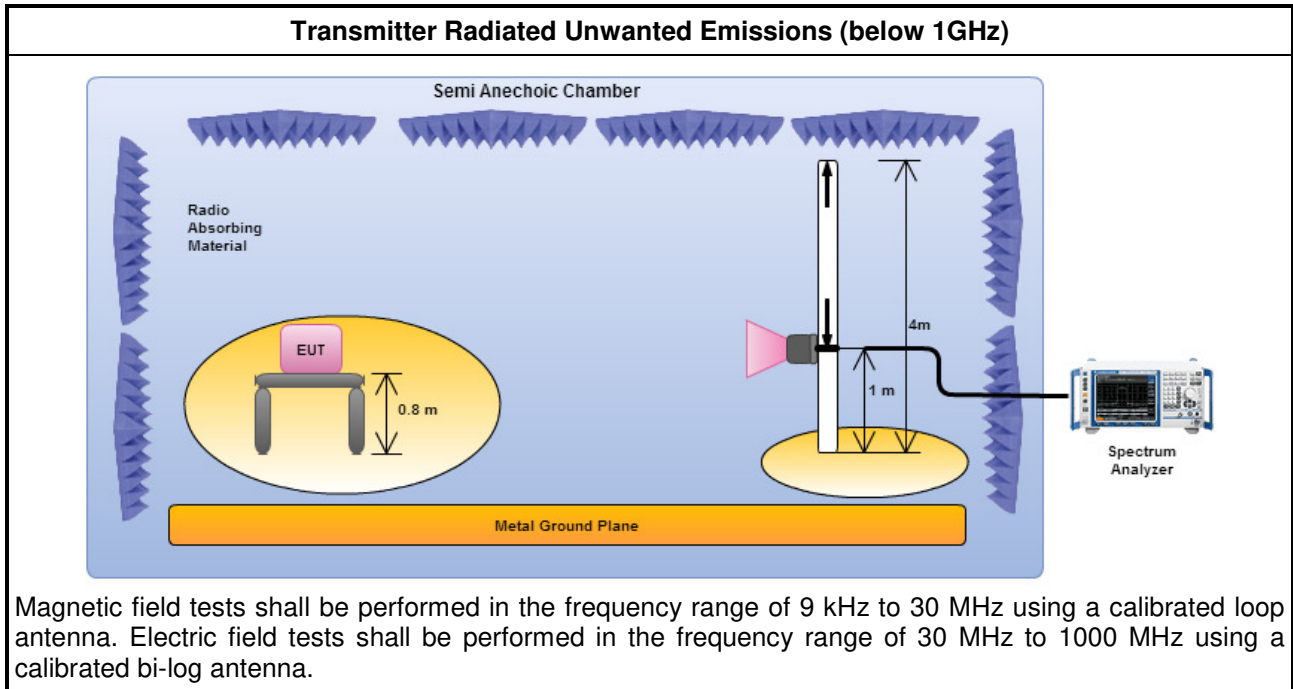 Transmitter Radiated Unwanted Emissions (below 1GHz)
Semi Anechoic Chamber
Radio
Absorbing
Material
EUT
0.8 m
4m
1 m
Spectrum
Analyzer
Metal Ground Plane
Magnetic field tests shall be performed in the frequency range of 9 kHz to 30 MHz using a calibrated loop
antenna. Electric field tests shall be performed in the frequency range of 30 MHz to 1000 MHz using a
calibrated bi-log antenna.